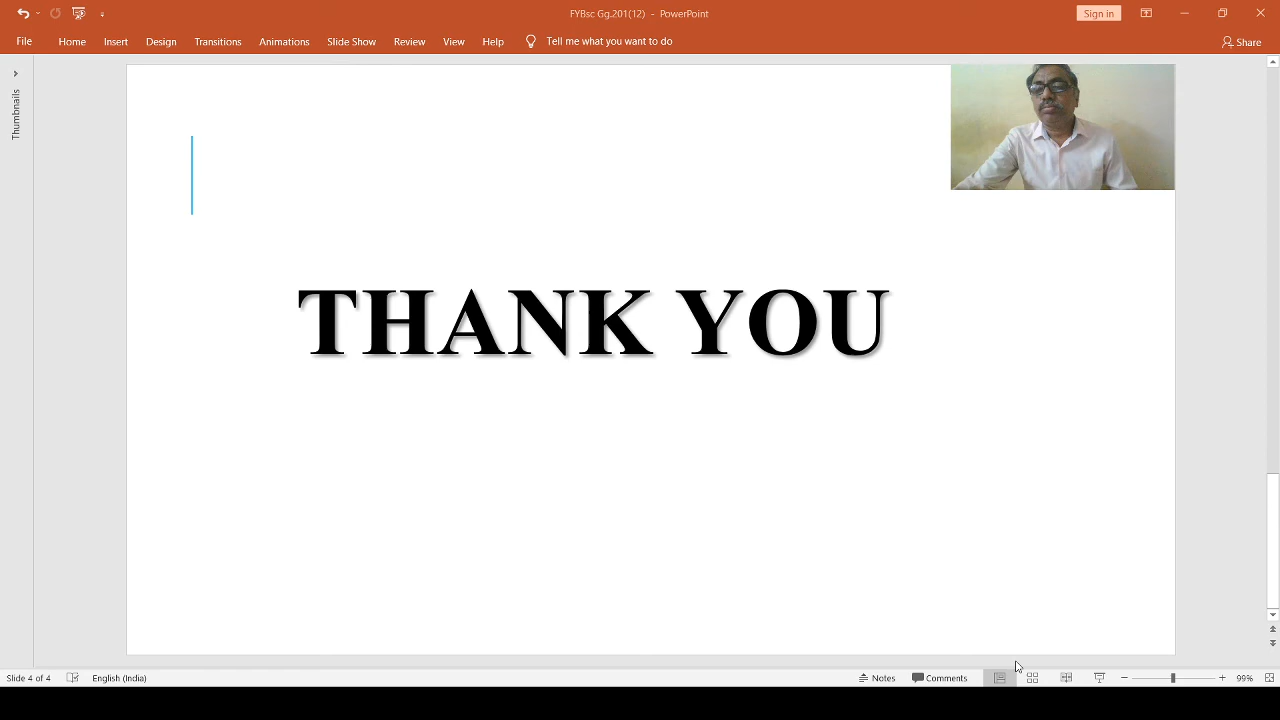 FYBsc Gg.201(12) - PowerPoint
Sign in
File Home Insert Design Transitions Animations Slide Show Review View Help Tell me what you want to do Share
Thumbnails
THANK YOU
Slide 4 of 4 English (India) Notes Comments 99%